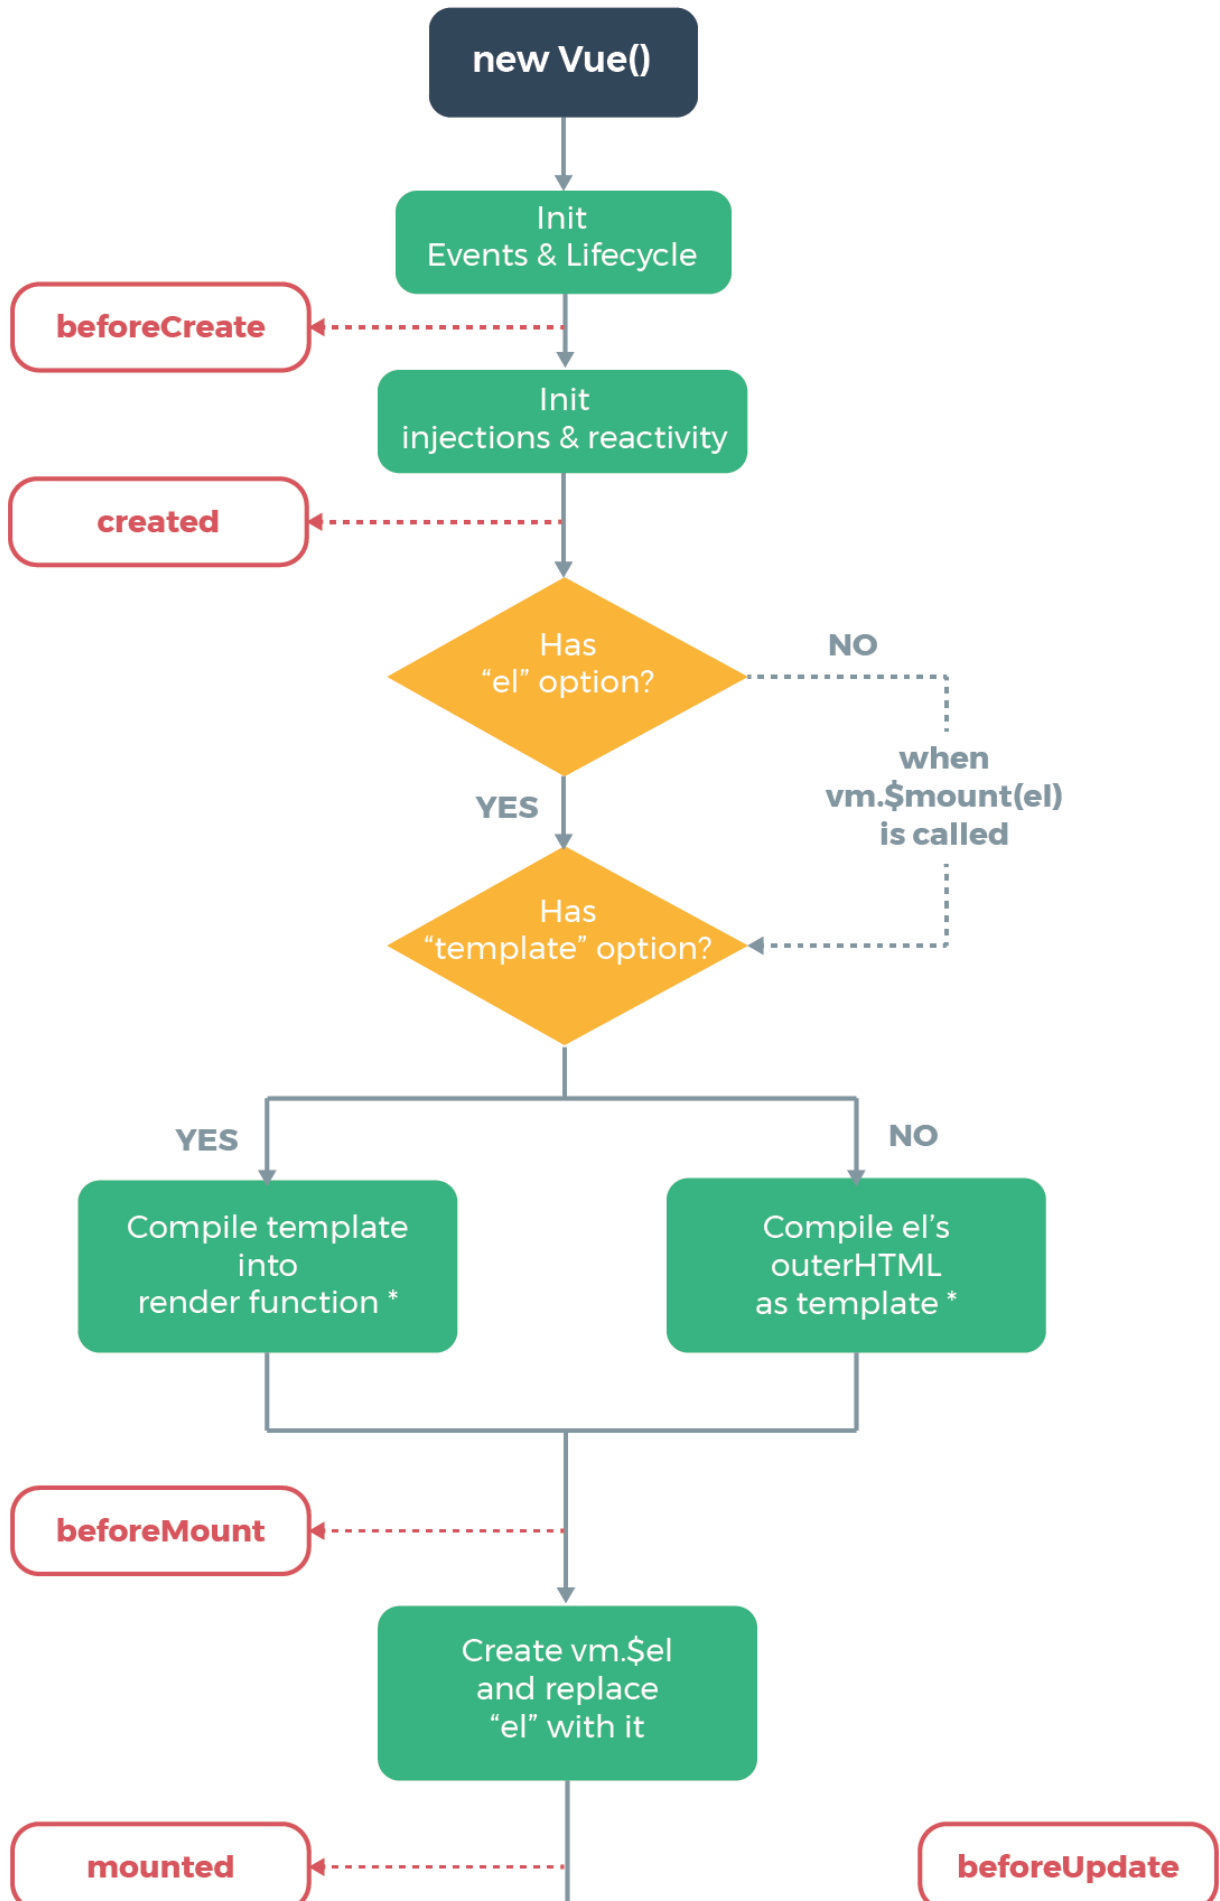 new Vue()
Init
Events & Lifecycle
beforeCreate
Init
injections & reactivity
created
Has
“el” option?
NO
when
vm.$mount(el)
is called
YES
Has
“template” option?
YES
NO
Compile template
into
render function *
Compile el’s
outerHTML
as template *
beforeMount
Create vm.$el
and replace
“el” with it
mounted
beforeUpdate